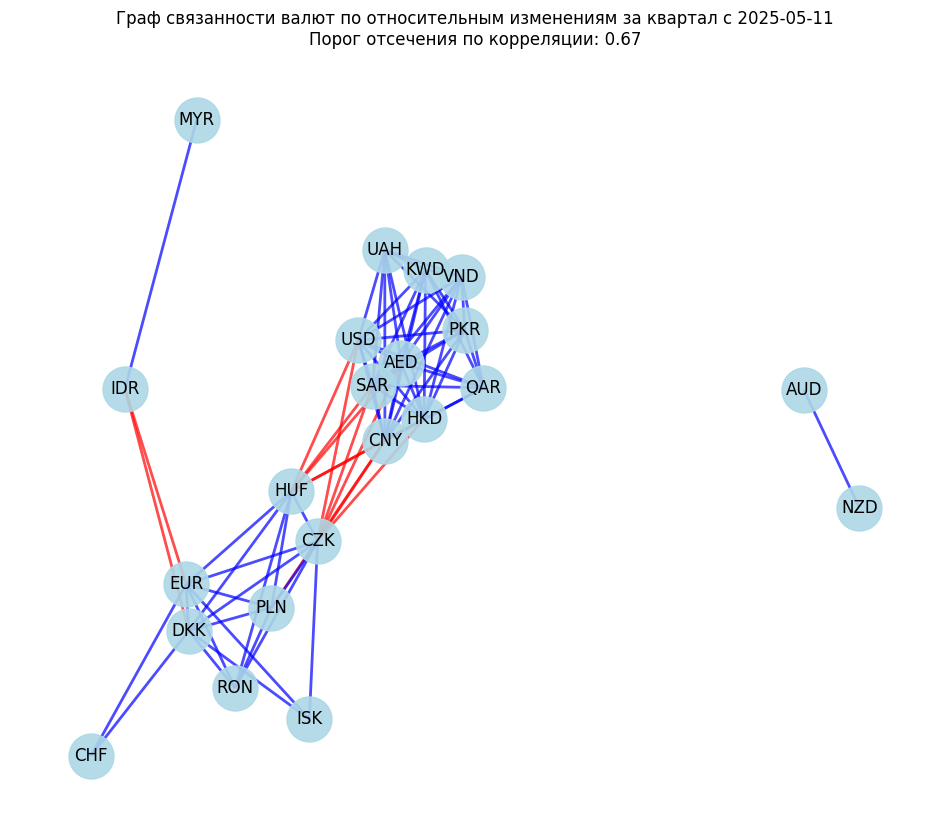 Граф связанности валют по относительным изменениям за квартал с 2025-05-11
Порог отсечения по корреляции: 0.67
MYR
UAH
KWD
VND
PKR
USD
AED
SAR
QAR
IDR
AUD
HKD
CNY
HUF
NZD
CZK
EUR
PLN
DKK
RON
ISK
CHF